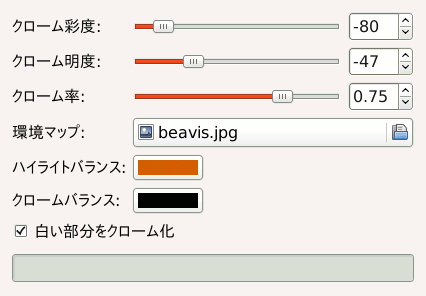 クローム彩度: -80
クローム明度: -47
クローム率: 0.75
環境マップ: beavis.jpg
ハイライトバランス:
クロームバランス:
白い部分をクローム化